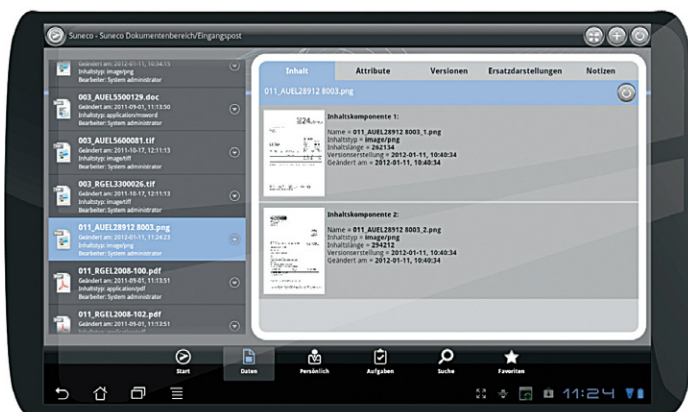 Suneco - Suneco Dokumentenbereich/Eingangspost
Geändert am: 2012-01-11, 10:34:15
Inhaltstyp: image/png
Bearbeiter: System administrator
003_AUEL5500129.doc
Geändert am: 2011-09-01, 11:13:50
Inhaltstyp: application/msword
Bearbeiter: System administrator
003_AUEL5600081.tif
Geändert am: 2011-10-17, 12:11:13
Inhaltstyp: image/tiff
Bearbeiter: System administrator
003_RGEL3300026.tif
Geändert am: 2011-10-17, 12:11:13
Inhaltstyp: image/tiff
Bearbeiter: System administrator
011_AUEL28912 8003.png
Geändert am: 2012-01-11, 11:24:23
Inhaltstyp: image/png
Bearbeiter: System administrator
011_RGEL2008-100.pdf
Geändert am: 2011-09-01, 11:13:51
Inhaltstyp: application/pdf
Bearbeiter: System administrator
011_RGEL2008-102.pdf
Geändert am: 2011-09-01, 11:13:51
Inhalt Attribute Versionen Ersatzdarstellungen Notizen
011_AUEL28912 8003.png
Inhaltskomponente 1:
Name = 011_AUEL28912 8003_1.png
Inhaltstyp = image/png
Inhaltslänge = 262134
Versionserstellung = 2012-01-11, 10:40:34
Geändert am = 2012-01-11, 10:40:34
Inhaltskomponente 2:
Name = 011_AUEL28912 8003_2.png
Inhaltstyp = image/png
Inhaltslänge = 294212
Versionserstellung = 2012-01-11, 10:40:34
Geändert am = 2012-01-11, 10:40:34
Start Daten Persönlich Aufgaben Suche Favoriten
11:24